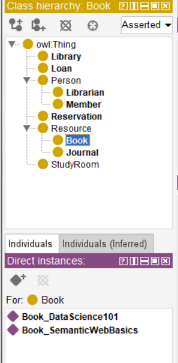 Class hierarchy: Book
Asserted
owl:Thing
Library
Loan
Person
Librarian
Member
Reservation
Resource
Book
Journal
StudyRoom
Individuals Individuals (Inferred)
Direct instances:
For: Book
Book_DataScience101
Book_SemanticWebBasics